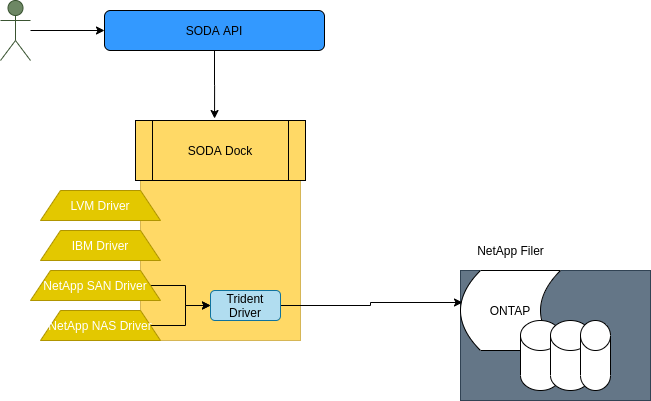 SODA API
SODA Dock
LVM Driver
IBM Driver
NetApp SAN Driver
NetApp NAS Driver
Trident
Driver
NetApp Filer
ONTAP